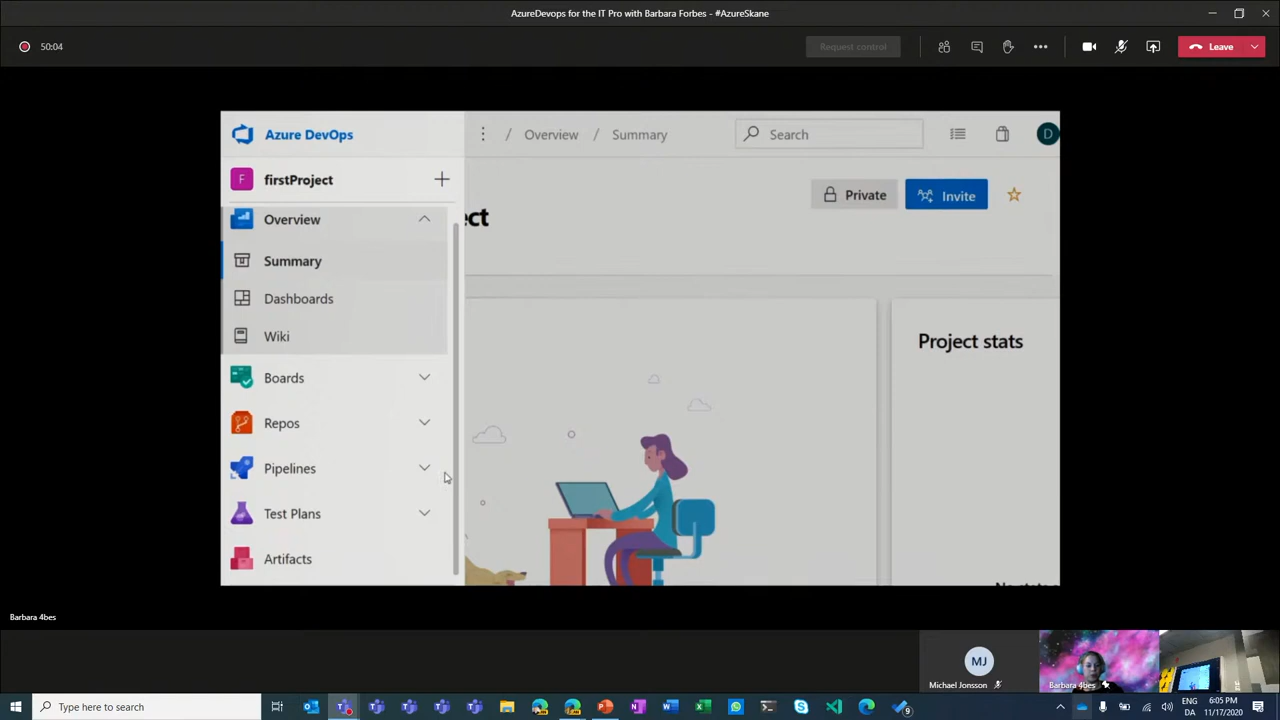 AzureDevops for the IT Pro with Barbara Forbes - #AzureSkane
50:04
Request control
Leave
Azure DevOps
/ Overview / Summary
Search
D
F firstProject
Private
Invite
Overview
ect
Summary
Dashboards
Wiki
Project stats
Boards
Repos
Pipelines
Test Plans
Artifacts
Barbara 4bes
MJ
Michael Jonsson
Barbara 4bes
Type here to search
9
ENG
DA
6:05 PM
11/17/2020